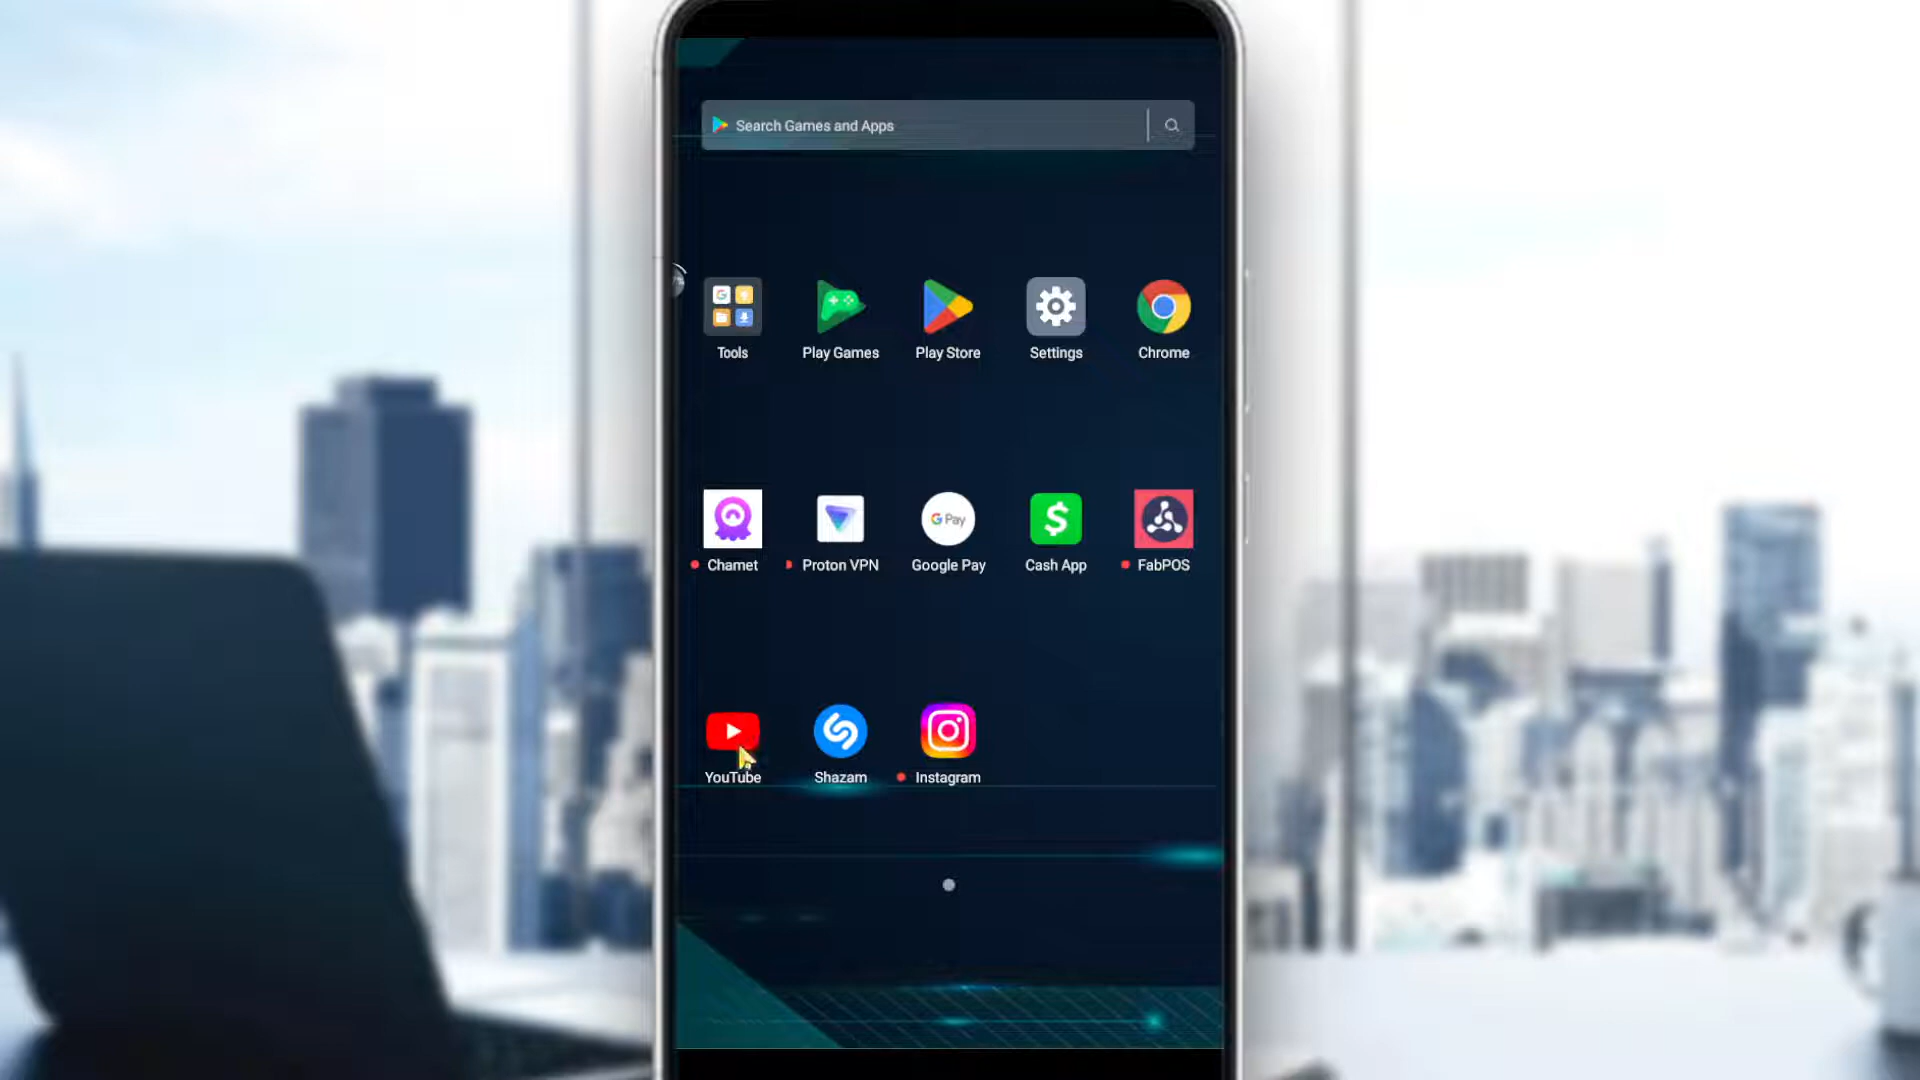 Search Games and Apps
Tools
Play Games
Play Store
Settings
Chrome
G Pay
Chamet
Proton VPN
Google Pay
Cash App
FabPOS
YouTube
Shazam
Instagram